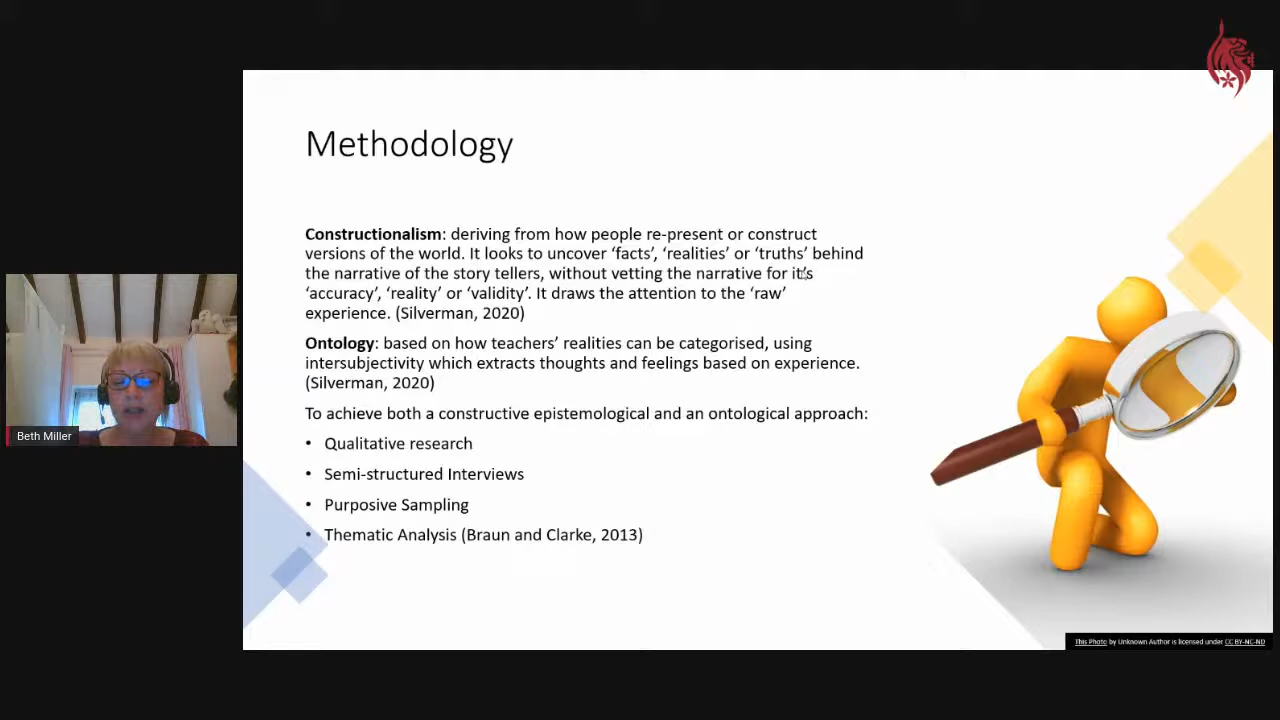 Methodology
Constructionalism: deriving from how people re-present or construct
versions of the world. It looks to uncover ‘facts’, ‘realities’ or ‘truths’ behind
the narrative of the story tellers, without vetting the narrative for it’s
‘accuracy’, ‘reality’ or ‘validity’. It draws the attention to the ‘raw’
experience. (Silverman, 2020)
Ontology: based on how teachers’ realities can be categorised, using
intersubjectivity which extracts thoughts and feelings based on experience.
(Silverman, 2020)
To achieve both a constructive epistemological and an ontological approach:
• Qualitative research
• Semi-structured Interviews
• Purposive Sampling
• Thematic Analysis (Braun and Clarke, 2013)
Beth Miller
This Photo by Unknown Author is licensed under CC BY-NC-ND